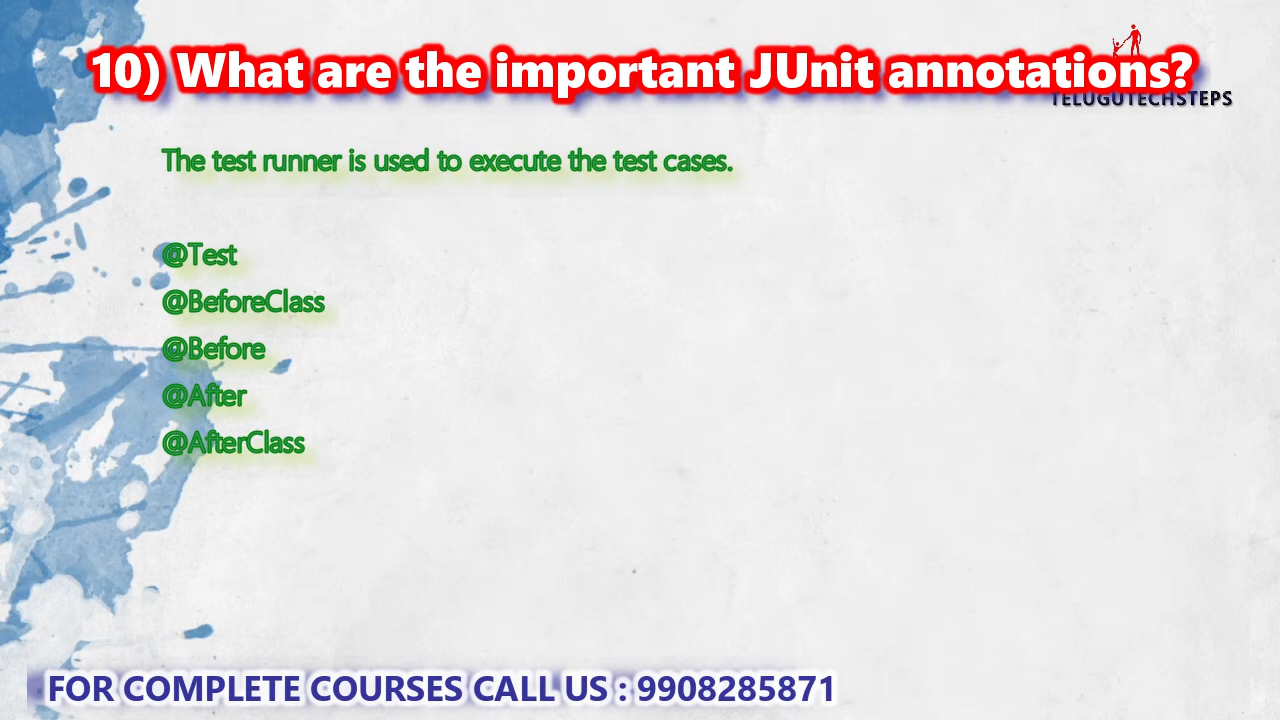 10) What are the important JUnit annotations?
TELUGUTECHSTEPS
The test runner is used to execute the test cases.
@Test
@BeforeClass
@Before
@After
@AfterClass
FOR COMPLETE COURSES CALL US : 9908285871